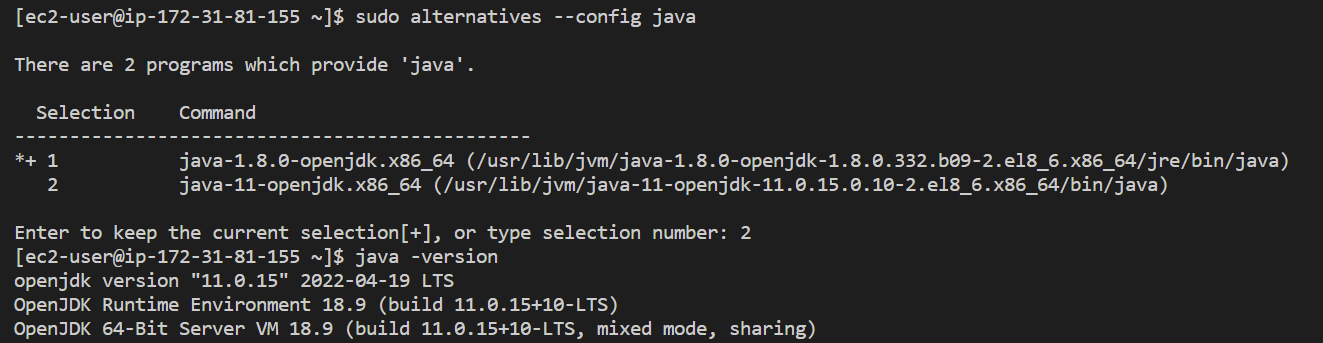 [ec2-user@ip-172-31-81-155 ~]$ sudo alternatives --config java
There are 2 programs which provide 'java'.
  Selection    Command
-----------------------------------------------
*+ 1           java-1.8.0-openjdk.x86_64 (/usr/lib/jvm/java-1.8.0-openjdk-1.8.0.332.b09-2.el8_6.x86_64/jre/bin/java)
   2           java-11-openjdk.x86_64 (/usr/lib/jvm/java-11-openjdk-11.0.15.0.10-2.el8_6.x86_64/bin/java)
Enter to keep the current selection[+], or type selection number: 2
[ec2-user@ip-172-31-81-155 ~]$ java -version
openjdk version "11.0.15" 2022-04-19 LTS
OpenJDK Runtime Environment 18.9 (build 11.0.15+10-LTS)
OpenJDK 64-Bit Server VM 18.9 (build 11.0.15+10-LTS, mixed mode, sharing)